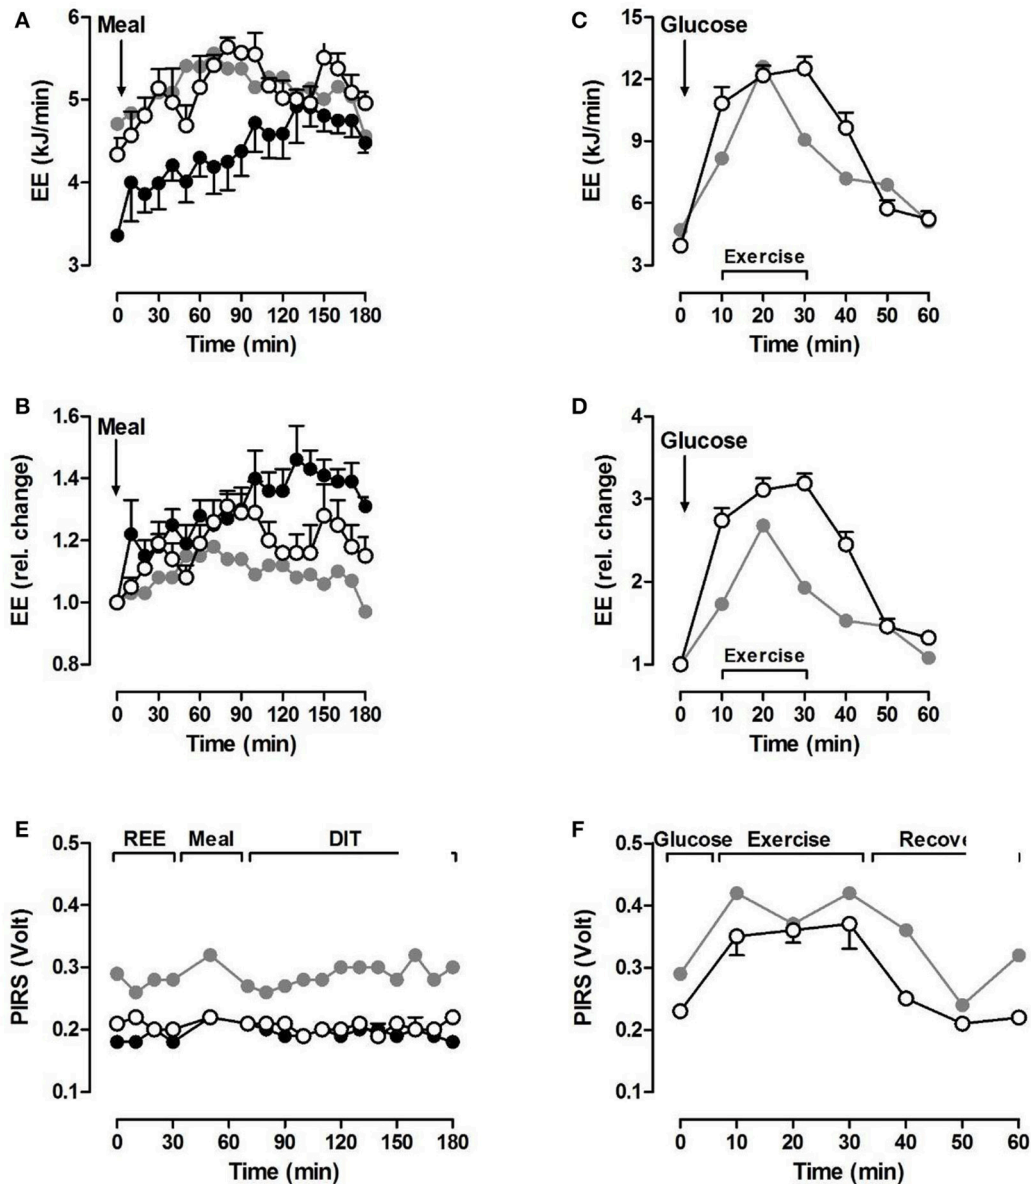 A
Meal
EE (kJ/min)
6
5
4
3
0 30 60 90 120 150 180
Time (min)
C
Glucose
EE (kJ/min)
15
12
9
6
3
Exercise
0 10 20 30 40 50 60
Time (min)
B
Meal
EE (rel. change)
1.6
1.4
1.2
1.0
0.8
0 30 60 90 120 150 180
Time (min)
D
Glucose
EE (rel. change)
4
3
2
1
Exercise
0 10 20 30 40 50 60
Time (min)
E
REE Meal DIT
PIRS (Volt)
0.5
0.4
0.3
0.2
0.1
0 30 60 90 120 150 180
Time (min)
F
Glucose Exercise
PIRS (Volt)
0.5
0.4
0.3
0.2
0.1
0 10 20 30 40 50 60
Time (min)